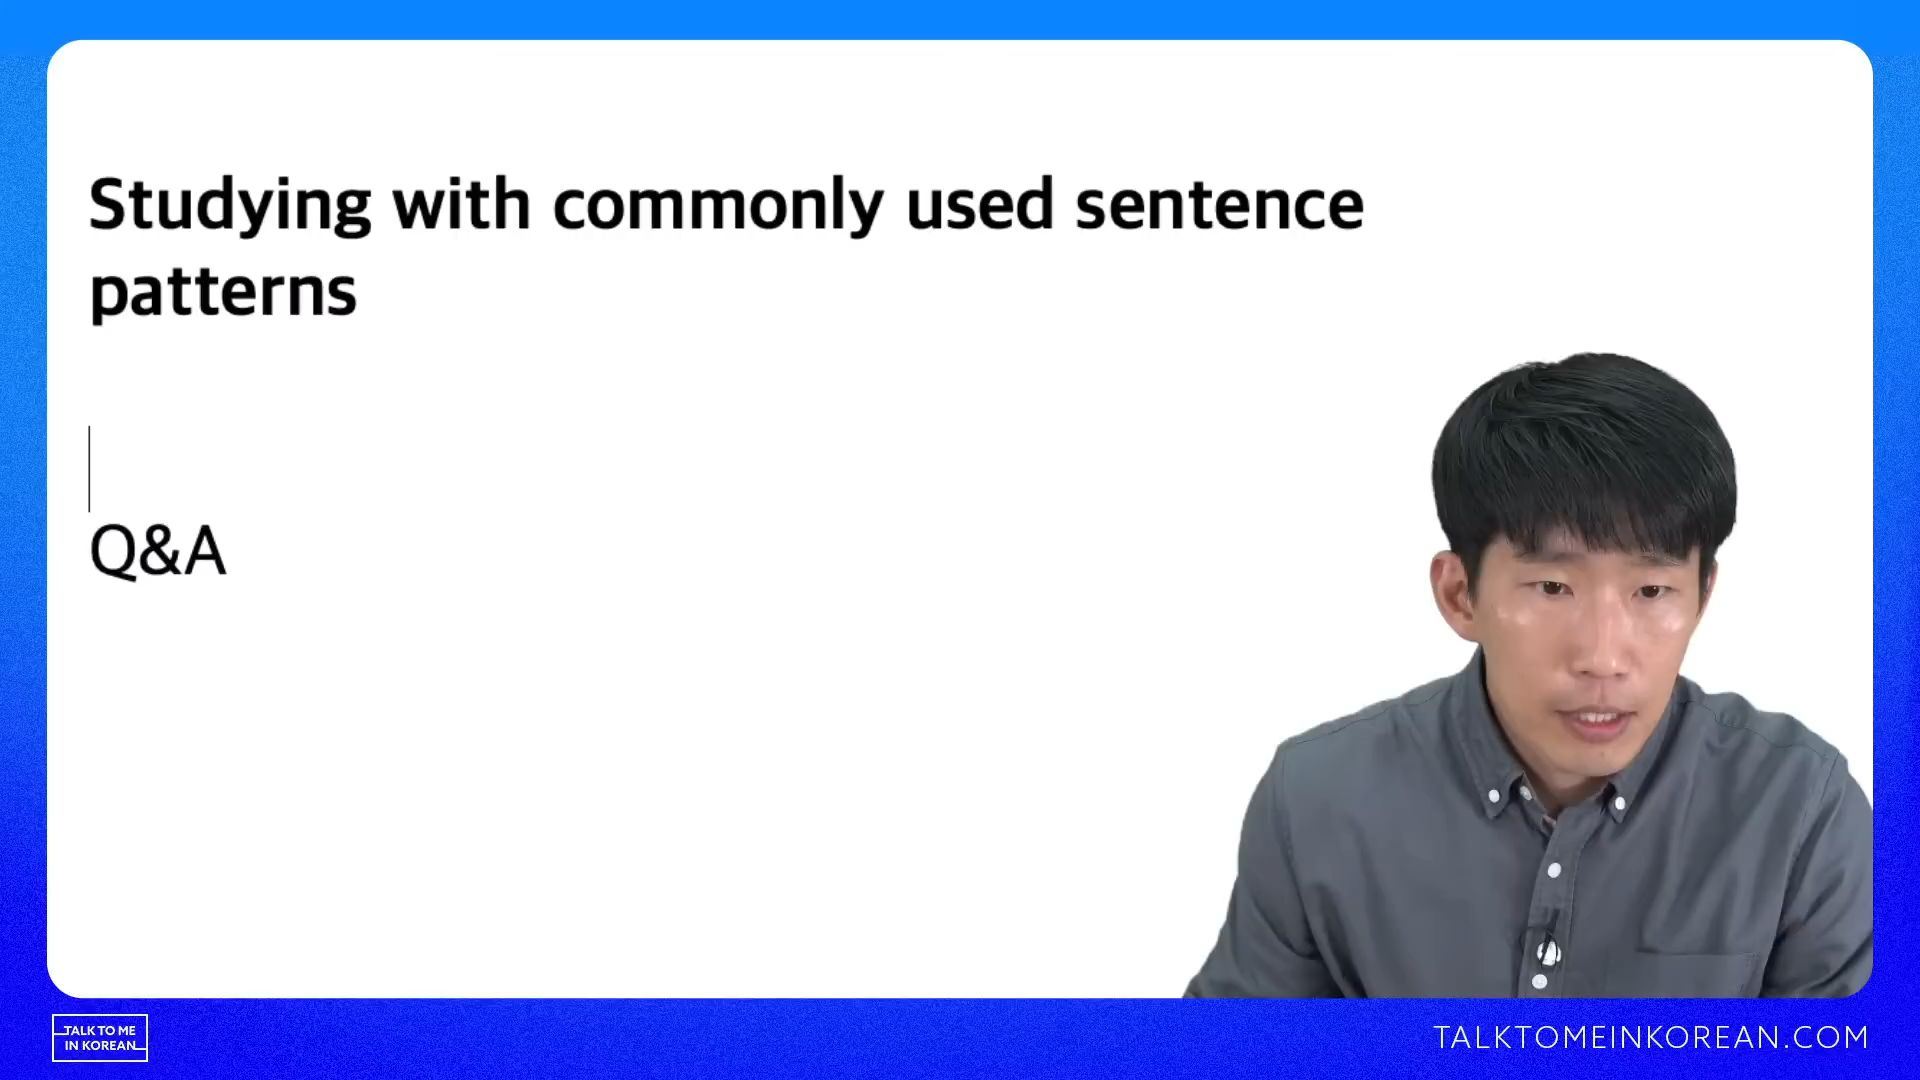 Studying with commonly used sentence
patterns
Q&A
TALK TO ME
IN KOREAN
TALKTOMEINKOREAN.COM